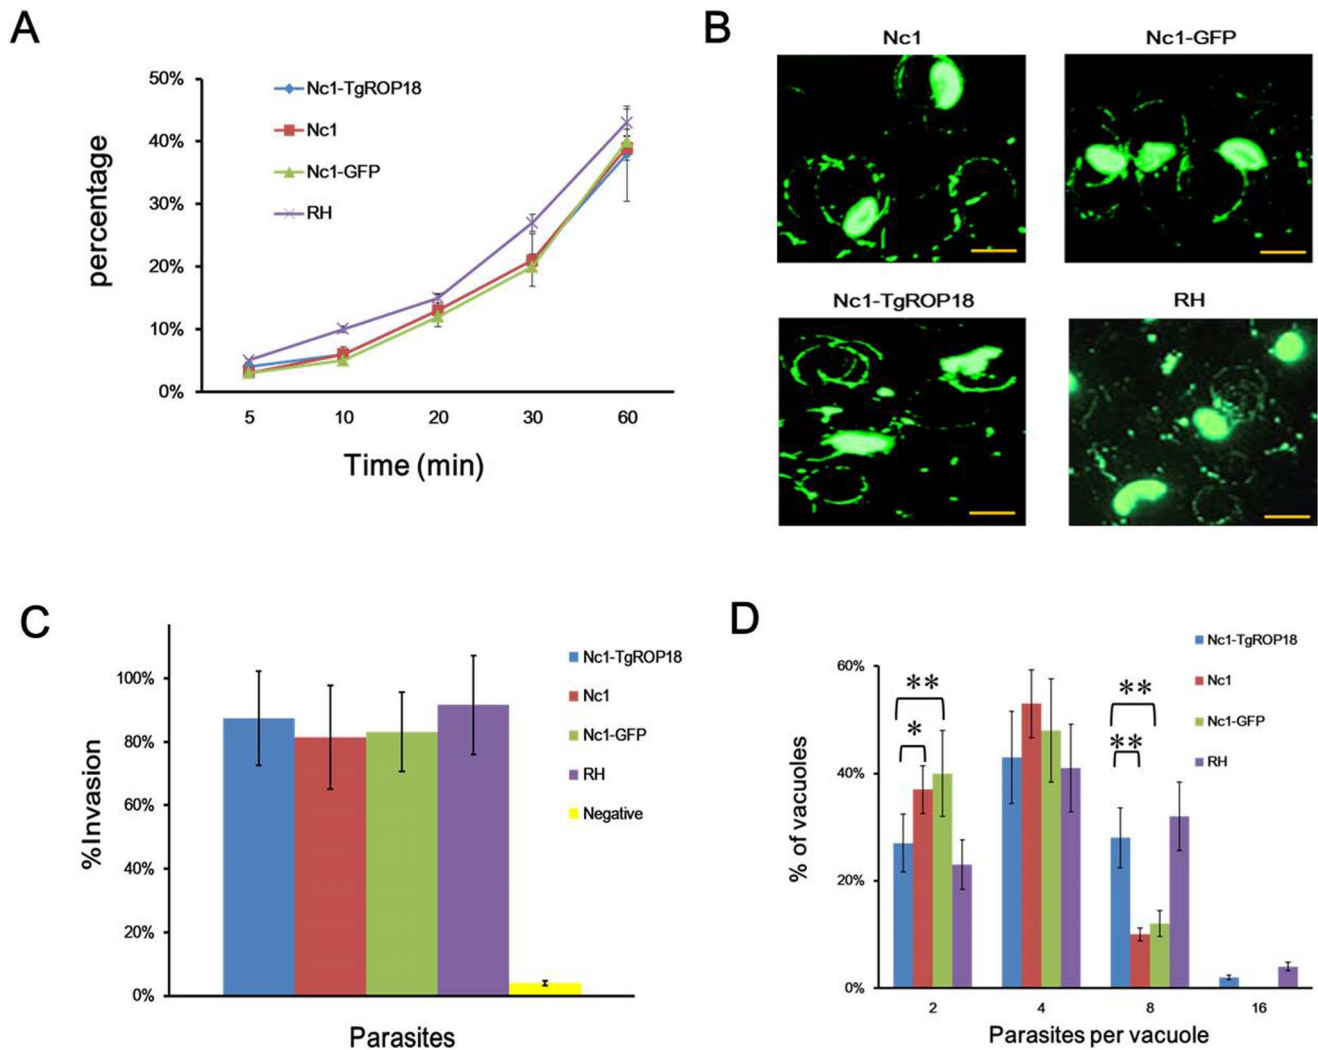 A
percentage
50%
40%
30%
20%
10%
0%
Nc1-TgROP18
Nc1
Nc1-GFP
RH
5 10 20 30 60
Time (min)
B
Nc1 Nc1-GFP
Nc1-TgROP18 RH
C
%Invasion
100%
80%
60%
40%
20%
0%
Nc1-TgROP18
Nc1
Nc1-GFP
RH
Negative
Parasites
D
% of vacuoles
60%
40%
20%
0%
**
*
**
**
Nc1-TgROP18
Nc1
Nc1-GFP
RH
2 4 8 16
Parasites per vacuole